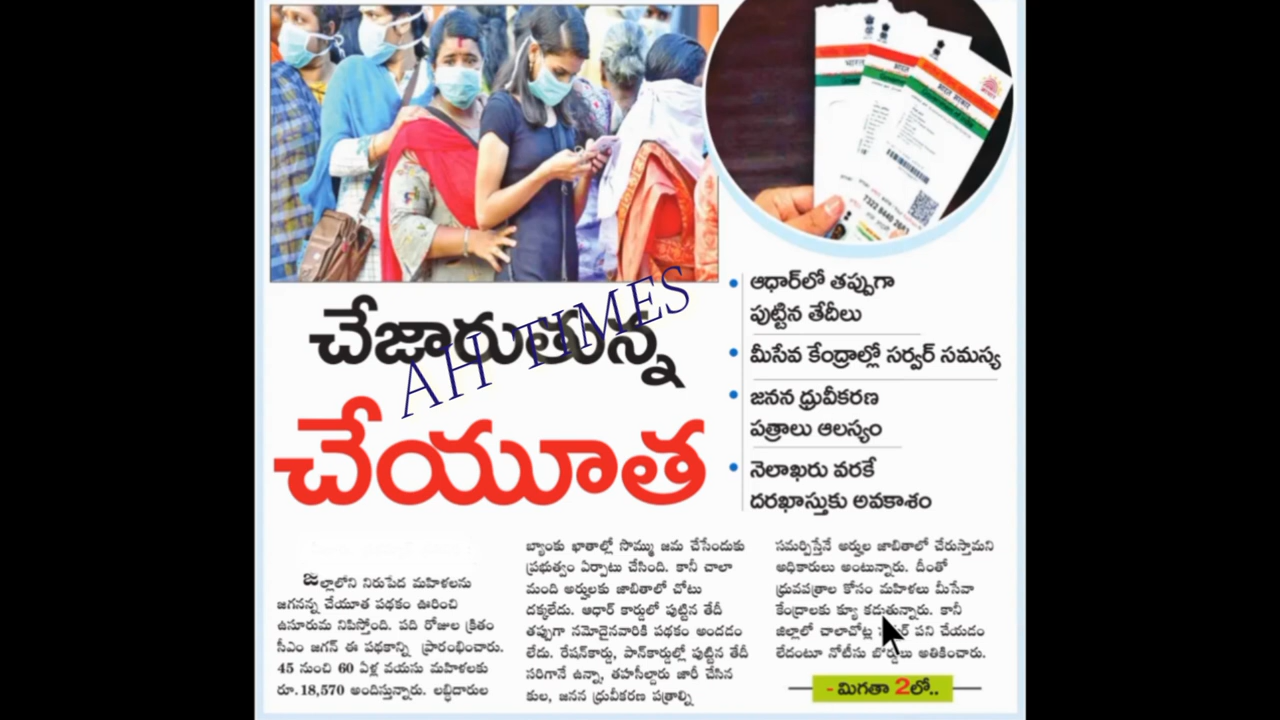 చేజారుతున్న
చేయూత
AH TIMES
ఆధార్‌లో తప్పుగా
పుట్టిన తేదీలు
మీసేవ కేంద్రాల్లో సర్వర్ సమస్య
జనన ధ్రువీకరణ
పత్రాలు ఆలస్యం
నెలాఖరు వరకే
దరఖాస్తుకు అవకాశం
జిల్లాలోని నిరుపేద మహిళలను
జగనన్న చేయూత పథకం ఊరించి
ఉసూరుమ నిపిస్తోంది. పది రోజుల క్రితం
సీఎం జగన్ ఈ పథకాన్ని ప్రారంభించారు.
45 నుంచి 60 ఏళ్ల వయసు మహిళలకు
రూ.18,570 అందిస్తున్నారు. లబ్ధిదారుల
బ్యాంకు ఖాతాల్లో సొమ్ము జమ చేసేందుకు
ప్రభుత్వం ఏర్పాటు చేసింది. కానీ చాలా
మంది అర్హులకు జాబితాలో చోటు
దక్కలేదు. ఆధార్ కార్డులో పుట్టిన తేదీ
తప్పుగా నమోదైనవారికి పథకం అందడం
లేదు. రేషన్‌కార్డు, పాన్‌కార్డుల్లో పుట్టిన తేదీ
సరిగానే ఉన్నా, తహసీల్దారు జారీ చేసిన
కుల, జనన ధ్రువీకరణ పత్రాల్ని
సమర్పిస్తేనే అర్హుల జాబితాలో చేరుస్తామని
అధికారులు అంటున్నారు. దీంతో
ధ్రువపత్రాల కోసం మహిళలు మీసేవా
కేంద్రాలకు క్యూ కడుతున్నారు. కానీ
జిల్లాలో చాలాచోట్ల పని చేయడం
లేదంటూ నోటీసు బోర్డులు అతికించారు.
- మిగతా 2లో..